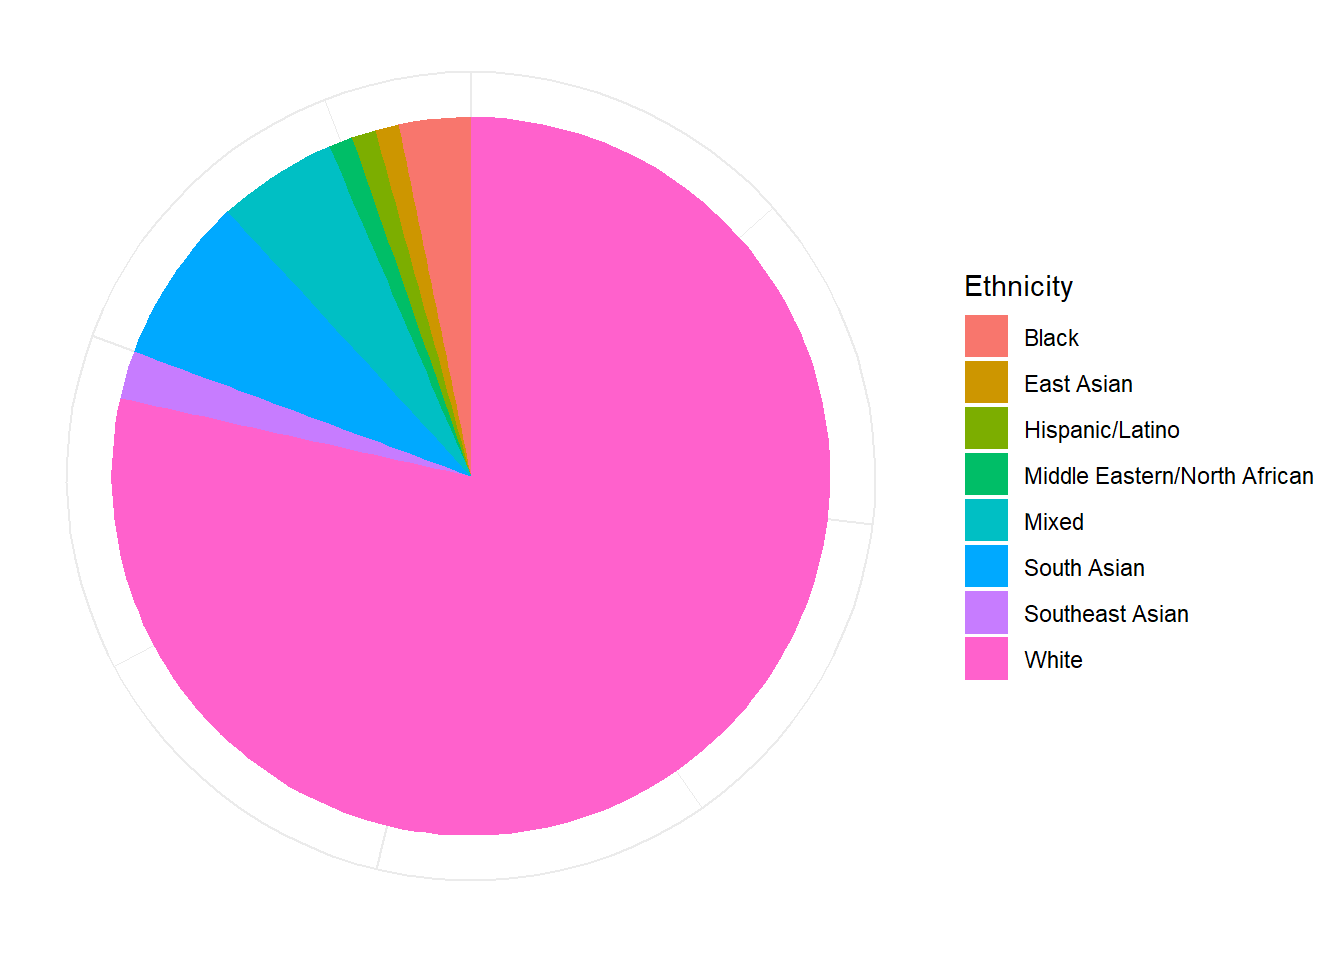 Ethnicity
Black
East Asian
Hispanic/Latino
Middle Eastern/North African
Mixed
South Asian
Southeast Asian
White